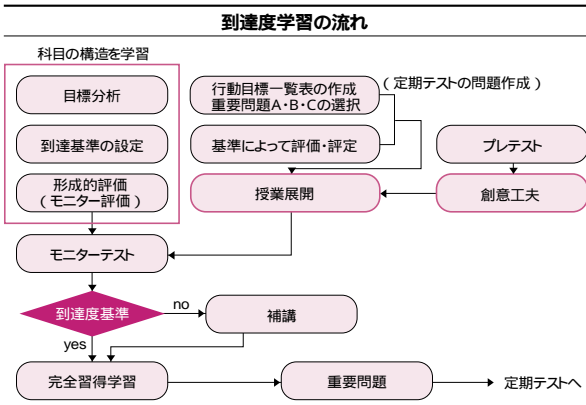 到達度学習の流れ
科目の構造を学習
目標分析
到達基準の設定
形成的評価
(モニター評価)
行動目標一覧表の作成
重要問題A・B・Cの選択
(定期テストの問題作成)
基準によって評価・評定
プレテスト
授業展開
創意工夫
モニターテスト
到達度基準
no
補講
yes
完全習得学習
重要問題
定期テストへ